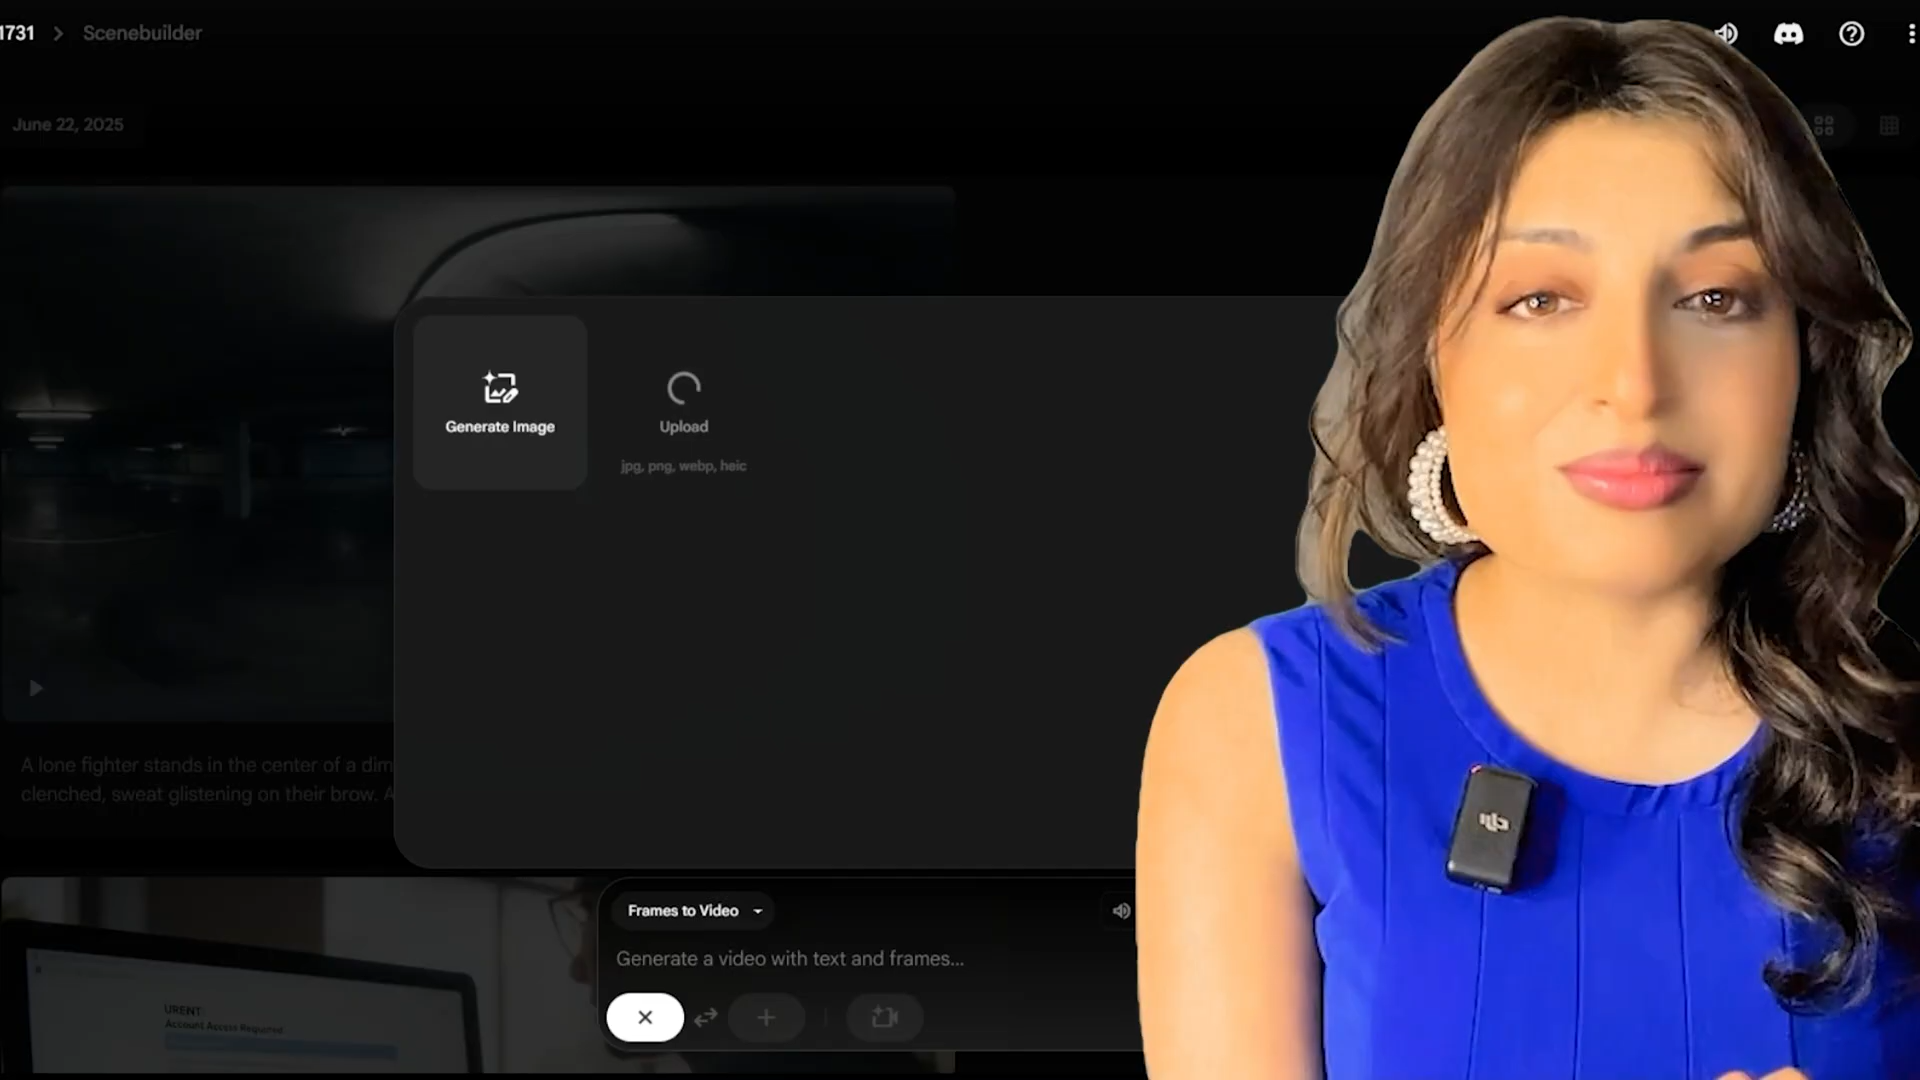 1731 > Scenebuilder
June 22, 2025
Generate Image
Upload
jpg, png, webp, heic
A lone fighter stands in the center of a dim
clenched, sweat glistening on their brow. A
Frames to Video
Generate a video with text and frames...
URENT:
Account Access Required
dji